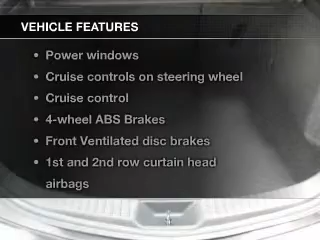 VEHICLE FEATURES
• Power windows
• Cruise controls on steering wheel
• Cruise control
• 4-wheel ABS Brakes
• Front Ventilated disc brakes
• 1st and 2nd row curtain head
airbags